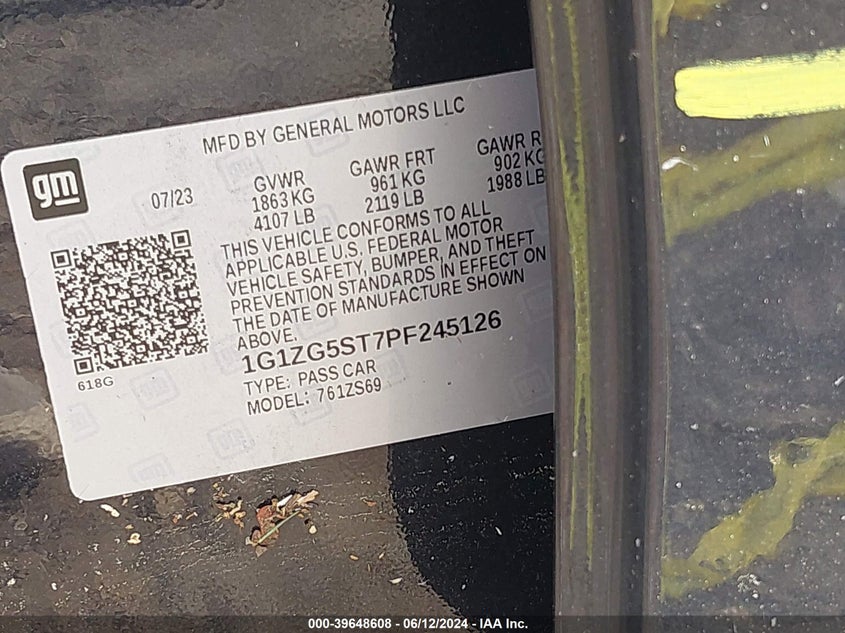 MFD BY GENERAL MOTORS LLC
gm
07/23
GVWR
1863 KG
4107 LB
GAWR FRT
961 KG
2119 LB
GAWR R
902 KG
1988 LB
THIS VEHICLE CONFORMS TO ALL
APPLICABLE U.S. FEDERAL MOTOR
VEHICLE SAFETY, BUMPER, AND THEFT
PREVENTION STANDARDS IN EFFECT ON
THE DATE OF MANUFACTURE SHOWN
ABOVE.
1G1ZG5ST7PF245126
TYPE: PASS CAR
MODEL: 761ZS69
618G
000-39648608 - 06/12/2024 - IAA Inc.